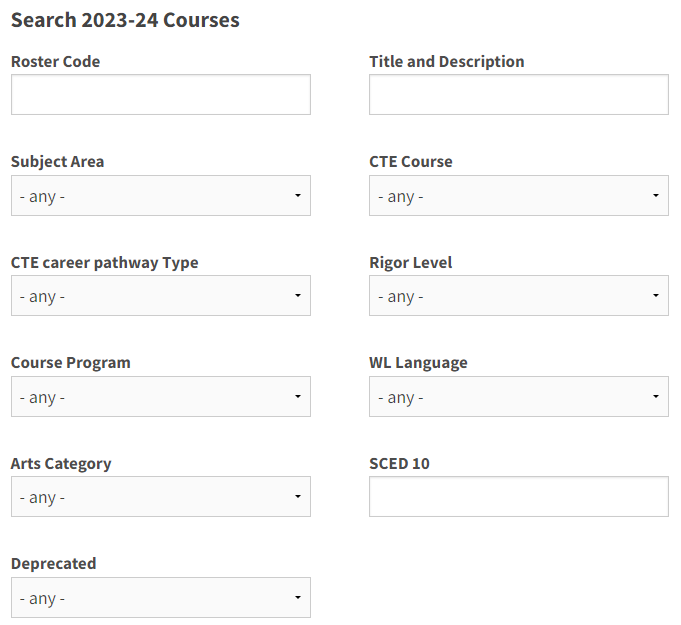 Search 2023-24 Courses
Roster Code
Title and Description
Subject Area
CTE Course
- any -
- any -
CTE career pathway Type
Rigor Level
- any -
- any -
Course Program
WL Language
- any -
- any -
Arts Category
SCED 10
- any -
Deprecated
- any -